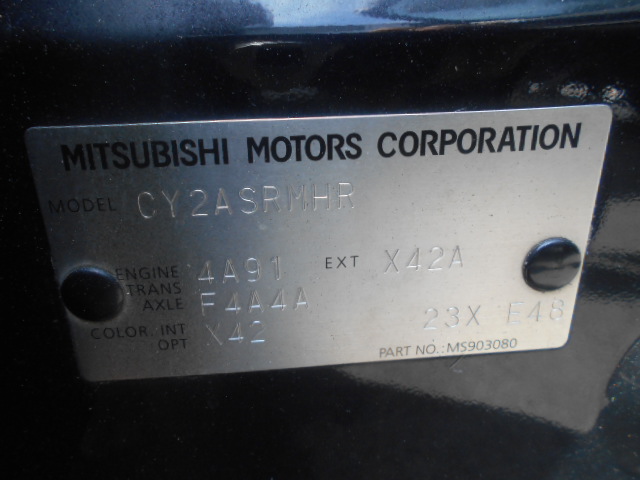 MITSUBISHI MOTORS CORPORATION
MODEL CY2ASRMHR
ENGINE 4A91 EXT X42A
TRANS AXLE F4A4A
COLOR. INT X42 23X E48
OPT
PART NO.: MS903080